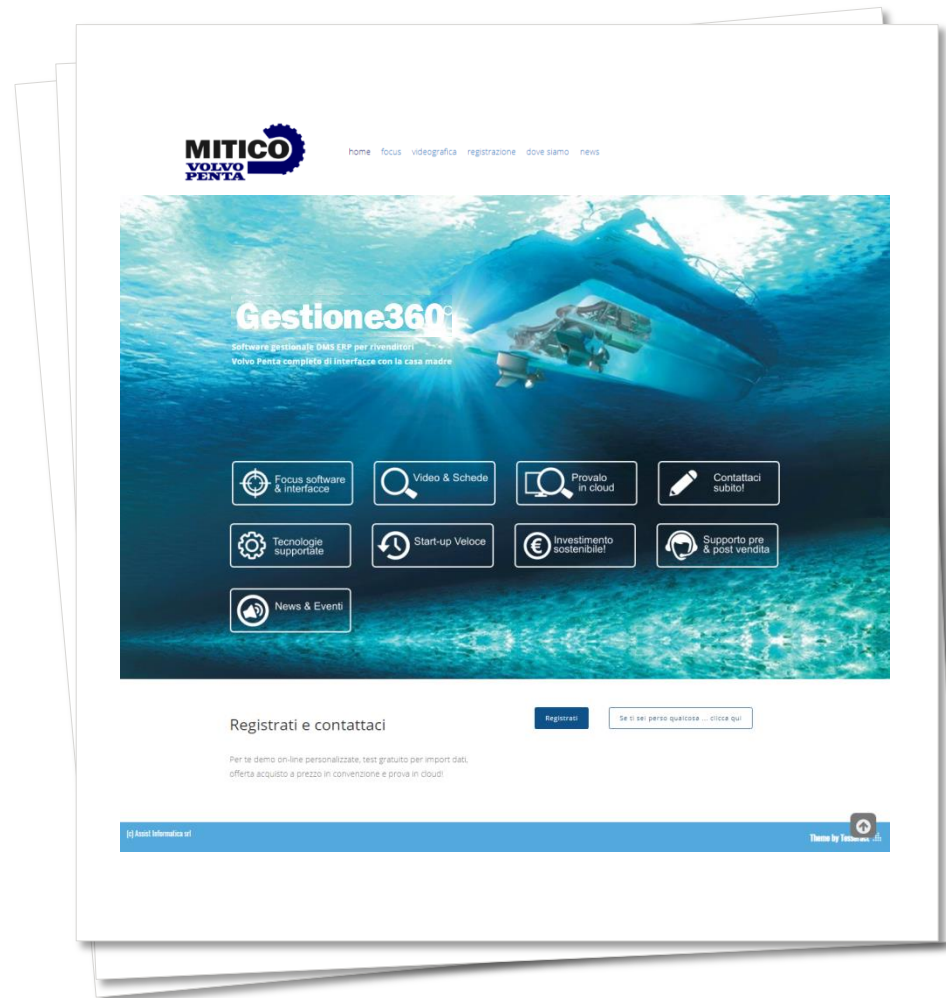 MITICO
VOLVO
PENTA
home focus videografica registrazione dove siamo news
Gestione360
Software gestionale DMS ERP per rivenditori
Volvo Penta completo di interfacce con la casa madre
Focus software
& interfacce
Video & Schede
Provalo
in cloud
Contattaci
subito!
Tecnologie
supportate
Start-up Veloce
Investimento
sostenibile!
Supporto pre
& post vendita
News & Eventi
Registrati e contattaci
Registrati
Se ti sei perso qualcosa ... clicca qui
Per te demo on-line personalizzate, test gratuito per import dati,
offerta acquisto a prezzo in convenzione e prova in cloud!
(c) Assist Informatica srl
Theme by